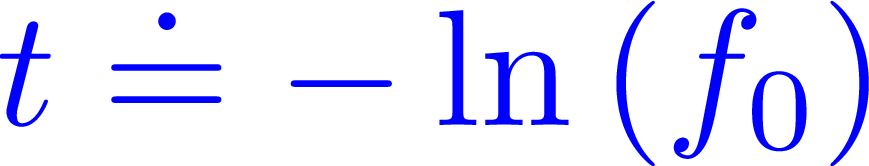 t ≐ − ln (f₀)